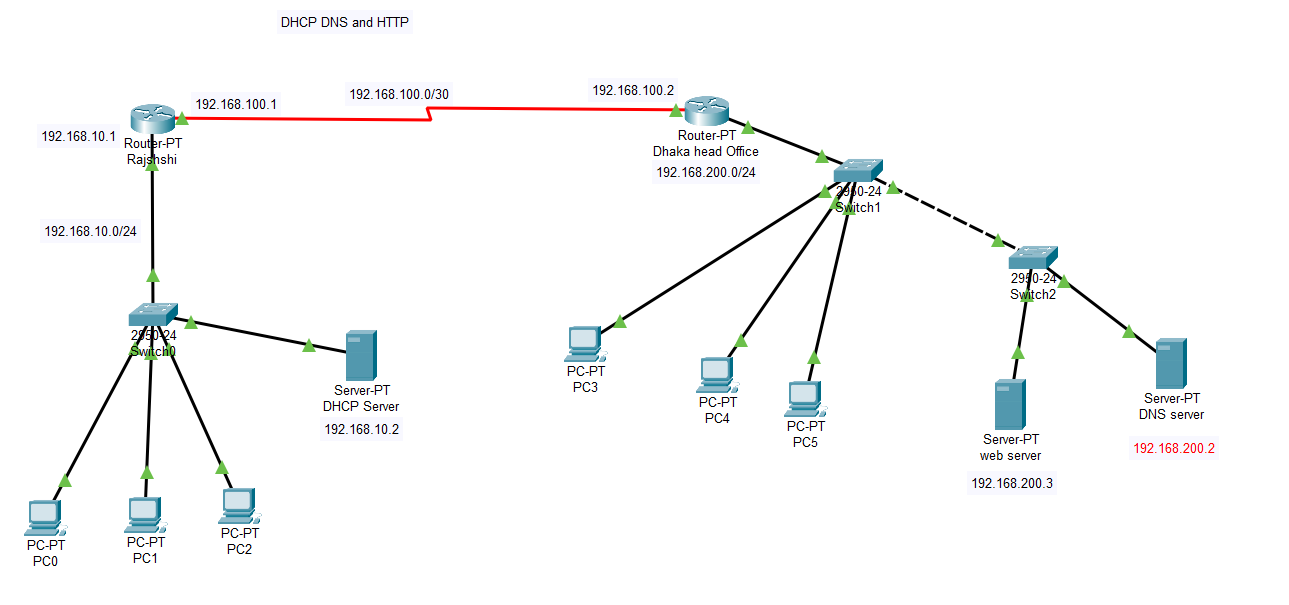 DHCP DNS and HTTP
192.168.100.1
192.168.100.0/30
192.168.100.2
192.168.10.1
Router-PT
Rajshshi
Router-PT
Dhaka head Office
192.168.200.0/24
2950-24
Switch1
192.168.10.0/24
2950-24
Switch2
2950-24
Switch0
Server-PT
DHCP Server
192.168.10.2
PC-PT
PC3
PC-PT
PC4
PC-PT
PC5
Server-PT
DNS server
192.168.200.2
Server-PT
web server
192.168.200.3
PC-PT
PC0
PC-PT
PC1
PC-PT
PC2